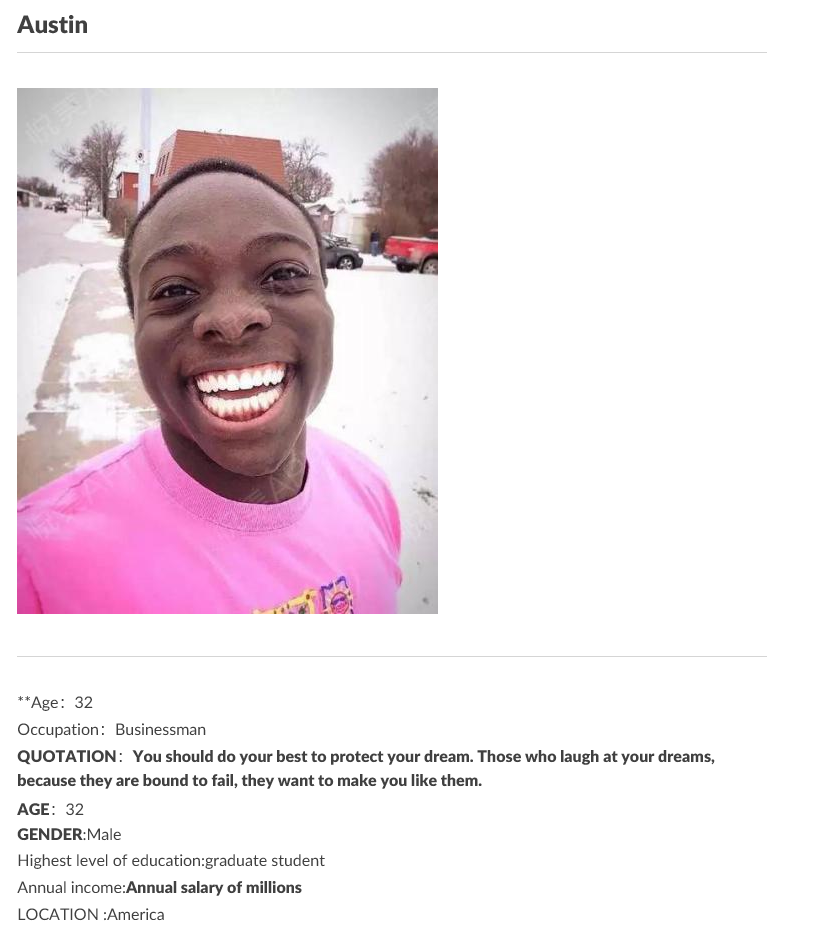 Austin
**Age：32
Occupation：Businessman
QUOTATION：You should do your best to protect your dream. Those who laugh at your dreams,
because they are bound to fail, they want to make you like them.
AGE：32
GENDER:Male
Highest level of education:graduate student
Annual income:Annual salary of millions
LOCATION :America